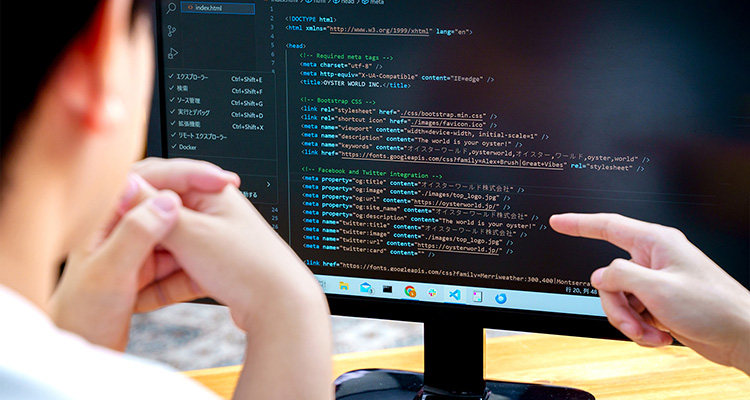 index.html
<!DOCTYPE html>
<html xmlns="http://www.w3.org/1999/xhtml" lang="en">
<head>
<!-- Required meta tags -->
<meta charset="utf-8" />
<meta http-equiv="X-UA-Compatible" content="IE=edge" />
<title>OYSTER WORLD INC.</title>
<!-- Bootstrap CSS -->
<link rel="stylesheet" href="./css/bootstrap.min.css" />
<link rel="shortcut icon" href="./images/favicon.ico" />
<meta name="viewport" content="width=device-width, initial-scale=1" />
<meta name="description" content="The world is your oyster!" />
<meta name="keywords" content="オイスターワールド,oysterworld,オイスター,ワールド,oyster,world" />
<link href="https://fonts.googleapis.com/css?family=Alex+Brush|Great+Vibes" rel="stylesheet" />
<!-- Facebook and Twitter integration -->
<meta property="og:title" content="オイスターワールド株式会社" />
<meta property="og:image" content="./images/top_logo.jpg" />
<meta property="og:url" content="https://oysterworld.jp/" />
<meta property="og:site_name" content="オイスターワールド株式会社" />
<meta property="og:description" content="The world is your oyster!" />
<meta name="twitter:title" content="オイスターワールド株式会社" />
<meta name="twitter:image" content="./images/top_logo.jpg" />
<meta name="twitter:url" content="https://oysterworld.jp/" />
<meta name="twitter:card" content="" />
<link href="https://fonts.googleapis.com/css?family=Merriweather:300,400|Montserra
エクスプローラー Ctrl+Shift+E
検索 Ctrl+Shift+F
ソース管理 Ctrl+Shift+G
実行とデバッグ Ctrl+Shift+D
拡張機能 Ctrl+Shift+X
リモート エクスプローラー
Docker
行 20、列 48